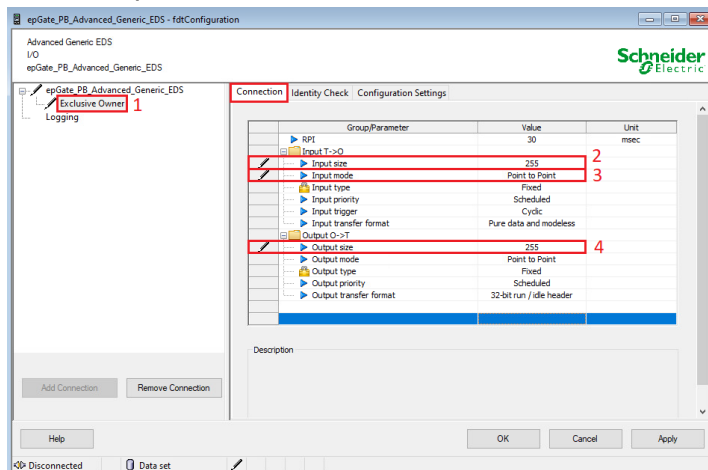 epGate_PB_Advanced_Generic_EDS - fdtConfiguration
Advanced Generic EDS
I/O
epGate_PB_Advanced_Generic_EDS
Schneider
Electric
epGate_PB_Advanced_Generic_EDS
Exclusive Owner 1
Logging
Connection Identity Check Configuration Settings
Group/Parameter Value Unit
RPI 30 msec
Input T->O
Input size 255 2
Input mode Point to Point 3
Input type Fixed
Input priority Scheduled
Input trigger Cyclic
Input transfer format Pure data and modeless
Output O->T
Output size 255 4
Output mode Point to Point
Output type Fixed
Output priority Scheduled
Output transfer format 32-bit run / idle header
Description
Add Connection Remove Connection
Help OK Cancel Apply
Disconnected Data set